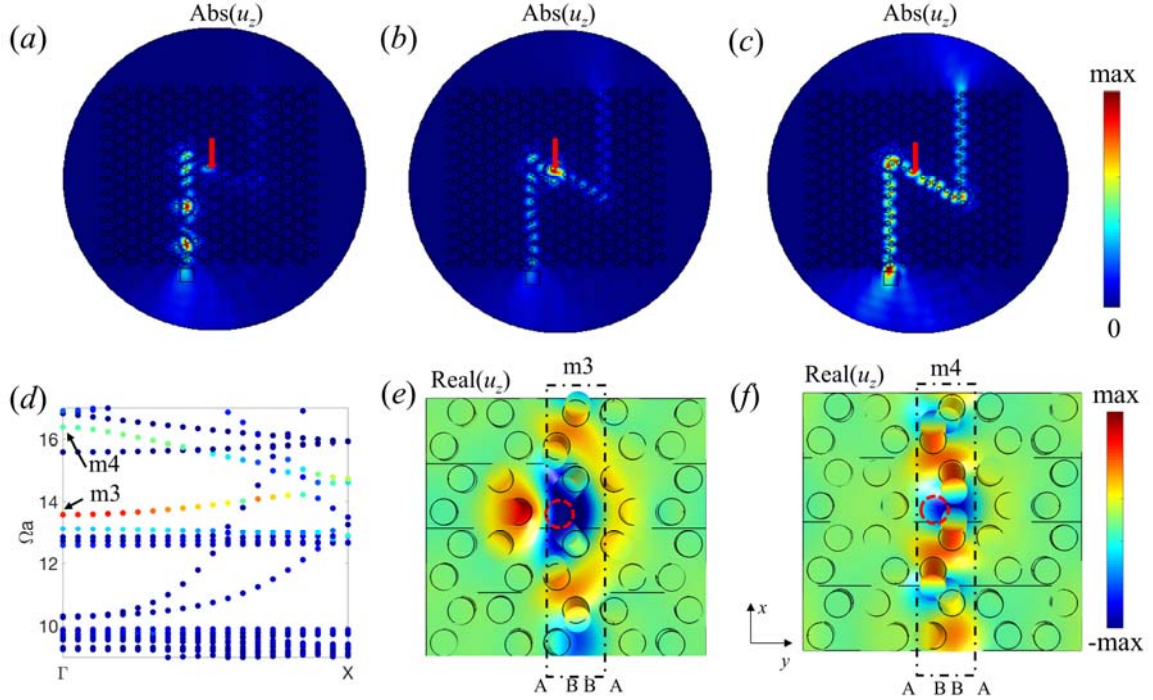 Abs(u_z)
Abs(u_z)
Abs(u_z)
(a)
(b)
(c)
max
0
(d)
16
14
12
10
Ωa
m4
m3
Γ
X
(e)
Real(u_z)
m3
A
B B
A
(f)
Real(u_z)
m4
x
y
A
B B
A
max
-max